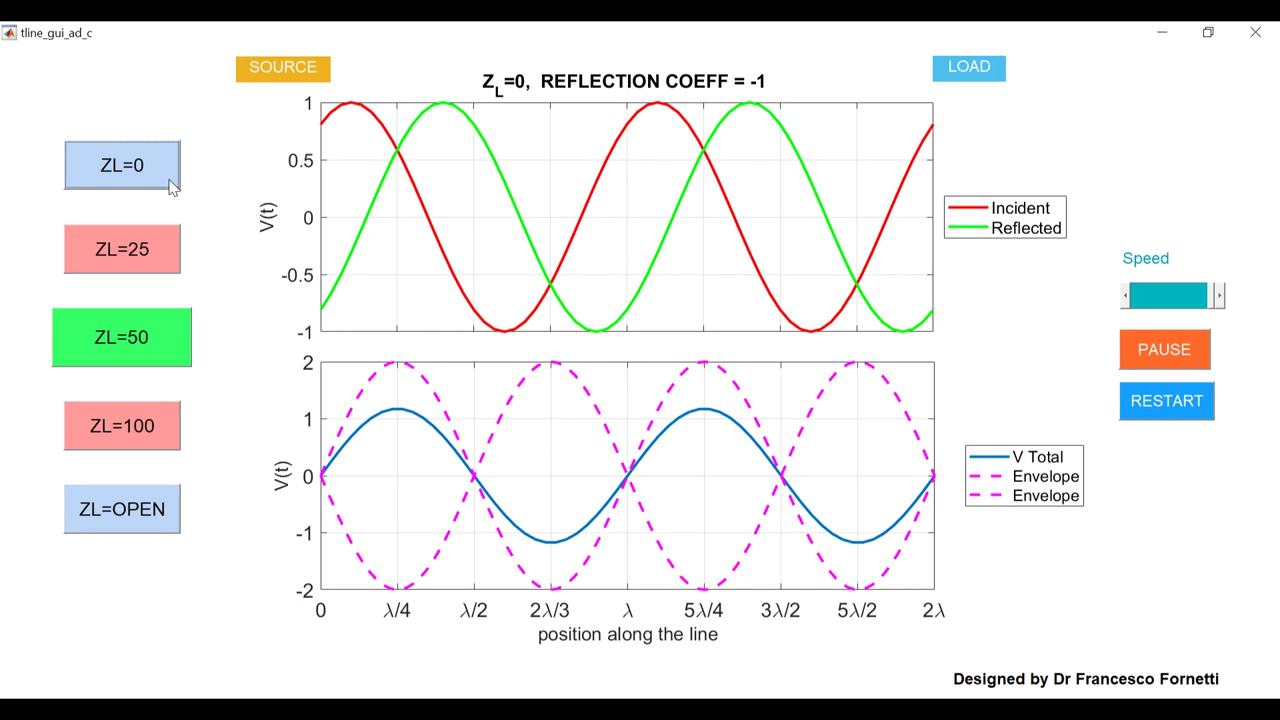 tline_gui_ad_c
SOURCE
LOAD
Z_L=0, REFLECTION COEFF = -1
ZL=0
ZL=25
ZL=50
ZL=100
ZL=OPEN
1
0.5
0
-0.5
-1
V(t)
Incident
Reflected
2
1
0
-1
-2
V(t)
V Total
Envelope
Envelope
0 λ/4 λ/2 2λ/3 λ 5λ/4 3λ/2 5λ/2 2λ
position along the line
Speed
PAUSE
RESTART
Designed by Dr Francesco Fornetti